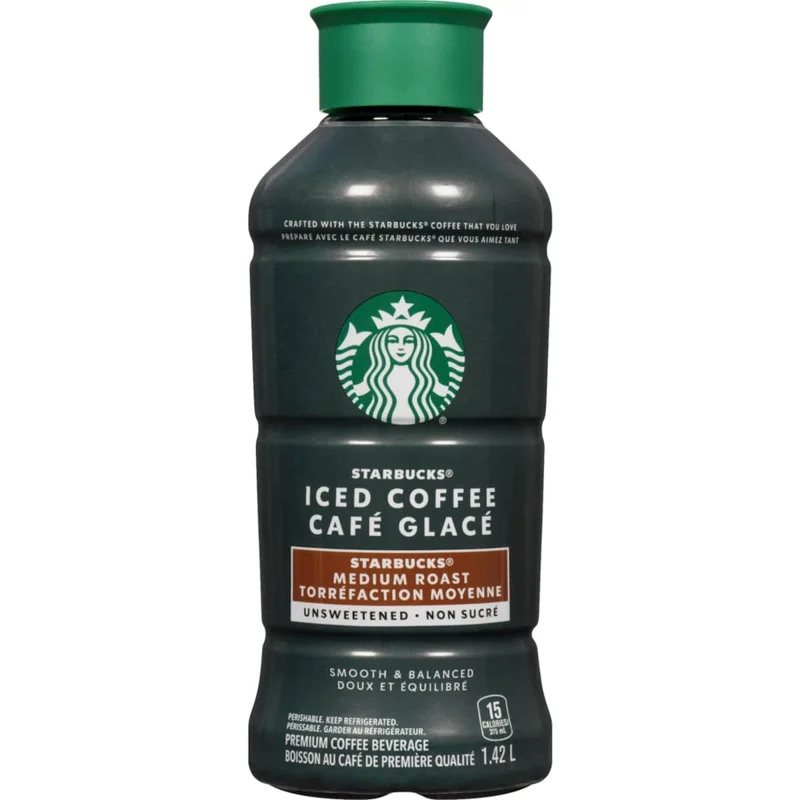 CRAFTED WITH THE STARBUCKS® COFFEE THAT YOU LOVE
PRÉPARÉ AVEC LE CAFÉ STARBUCKS® QUE VOUS AIMEZ TANT
®
STARBUCKS®
ICED COFFEE
CAFÉ GLACÉ
STARBUCKS®
MEDIUM ROAST
TORRÉFACTION MOYENNE
UNSWEETENED • NON SUCRÉ
SMOOTH & BALANCED
DOUX ET ÉQUILIBRÉ
PERISHABLE. KEEP REFRIGERATED.
PÉRISSABLE. GARDER AU RÉFRIGÉRATEUR.
PREMIUM COFFEE BEVERAGE
BOISSON AU CAFÉ DE PREMIÈRE QUALITÉ 1.42 L
15
CALORIES/
375 mL